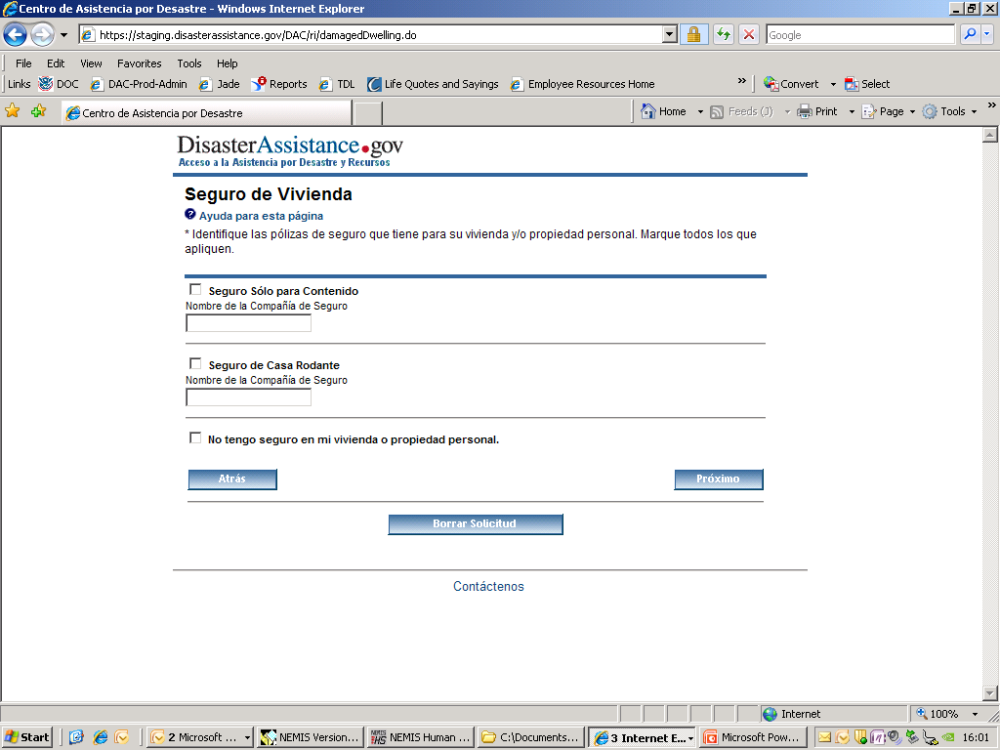 Centro de Asistencia por Desastre - Windows Internet Explorer
https://staging.disasterassistance.gov/DAC/ri/damagedDwelling.do
Google
File Edit View Favorites Tools Help
Links DOC DAC-Prod-Admin Jade Reports TDL Life Quotes and Sayings Employee Resources Home » Convert Select
Centro de Asistencia por Desastre
Home Feeds (J) Print Page Tools »
DisasterAssistance.gov
Acceso a la Asistencia por Desastre y Recursos
Seguro de Vivienda
? Ayuda para esta página
* Identifique las pólizas de seguro que tiene para su vivienda y/o propiedad personal. Marque todos los que
apliquen.
Seguro Sólo para Contenido
Nombre de la Compañía de Seguro
Seguro de Casa Rodante
Nombre de la Compañía de Seguro
No tengo seguro en mi vivienda o propiedad personal.
Atrás Próximo
Borrar Solicitud
Contáctenos
Internet 100%
Start 2 Microsoft ... NEMIS Version... NEMIS Human ... C:\Documents... 3 Internet E... Microsoft Pow... 16:01